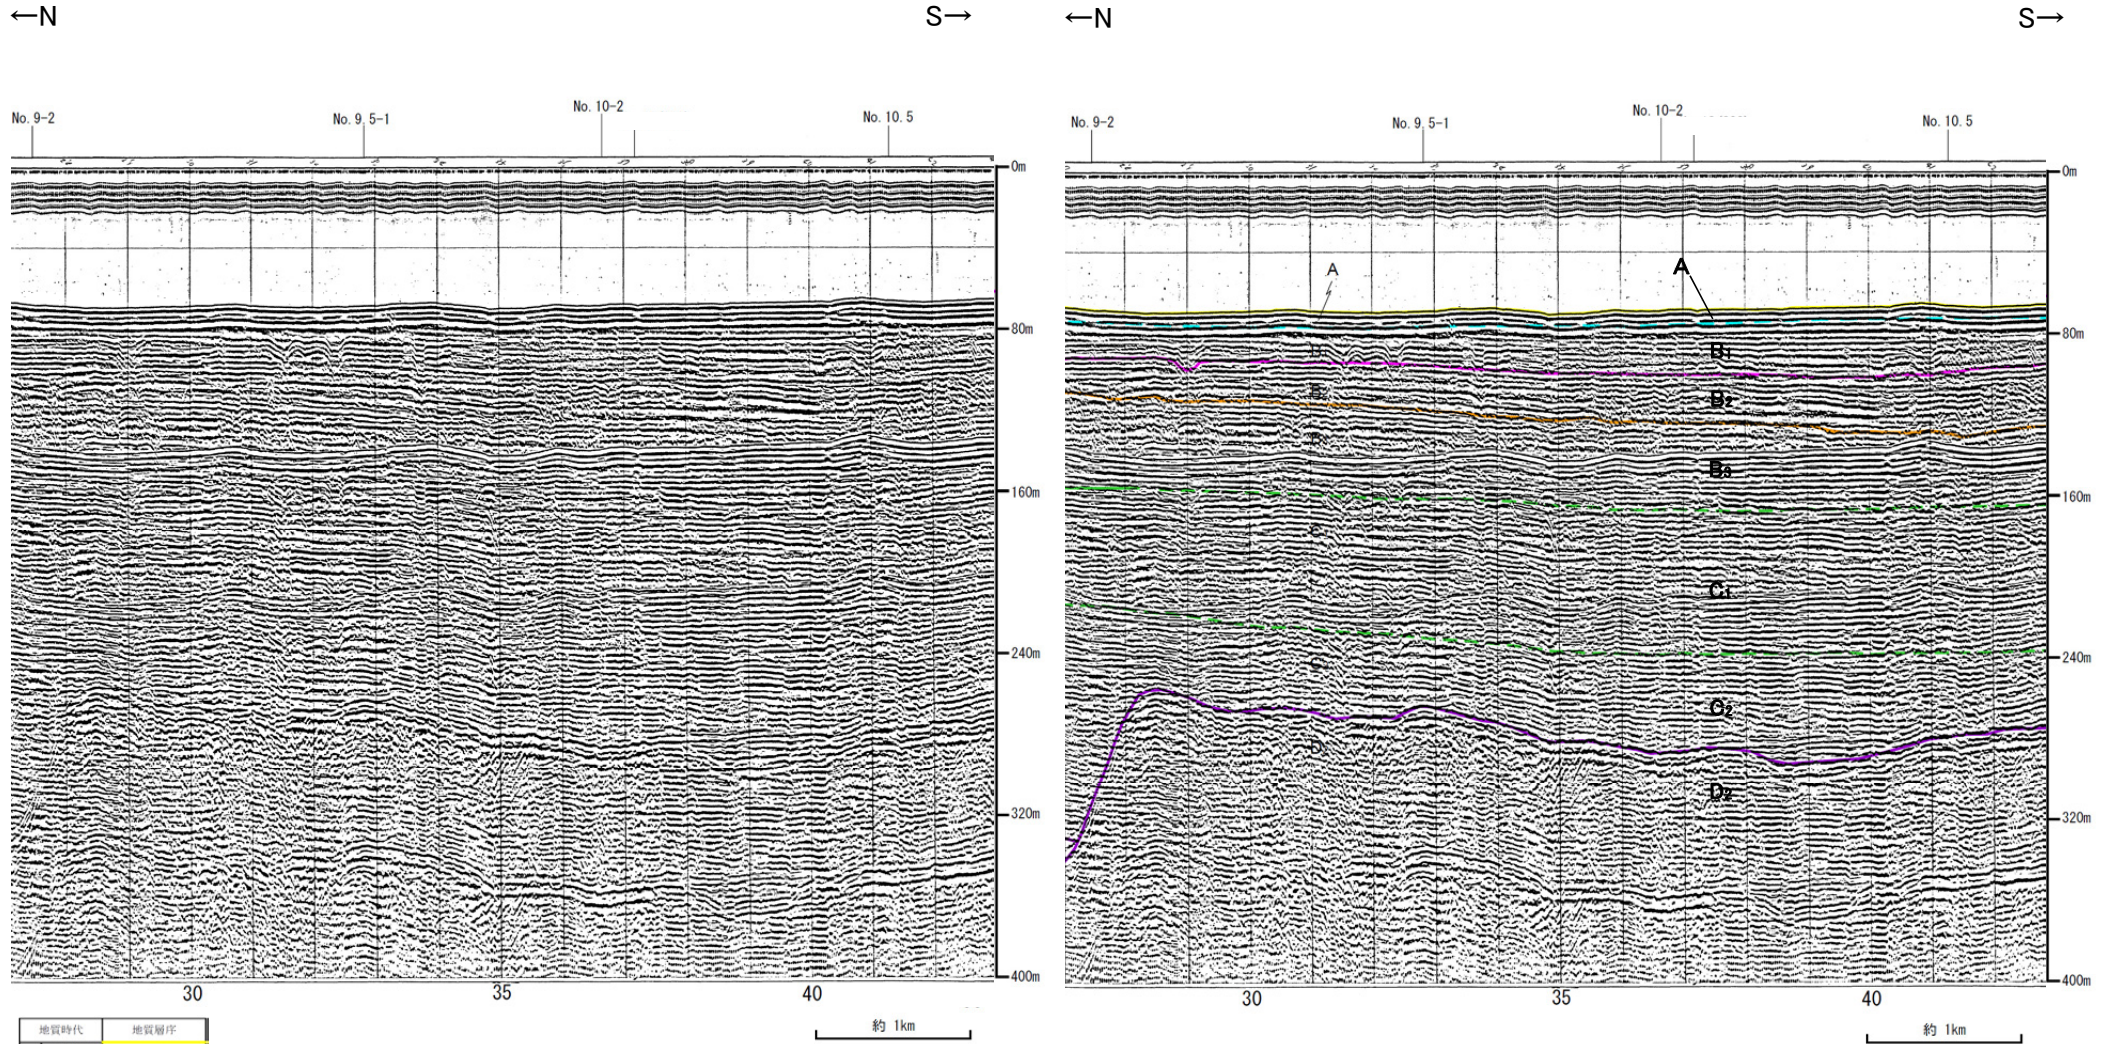 ←N
S→
←N
S→
No.9-2
No.9.5-1
No.10-2
No.10.5
No.9-2
No.9.5-1
No.10-2
No.10.5
0m
80m
160m
240m
320m
400m
A
A
B1
B2
B3
C1
C2
D
D2
0m
80m
160m
240m
320m
400m
30
35
40
30
35
40
地質時代
地質層序
約 1km
約 1km